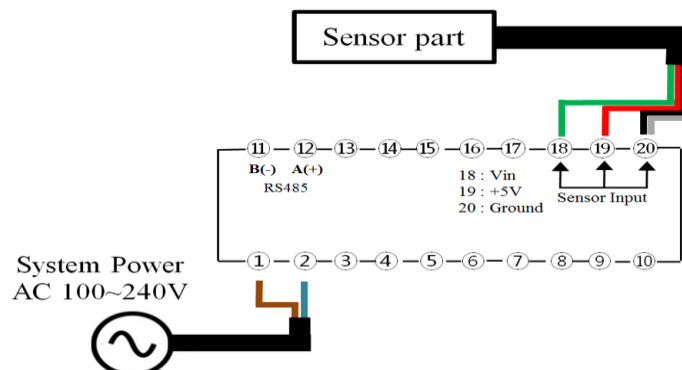 Sensor part
11 12 13 14 15 16 17 18 19 20
B(-) A(+)
RS485
18 : Vin
19 : +5V
20 : Ground
Sensor Input
System Power
AC 100~240V
1 2 3 4 5 6 7 8 9 10